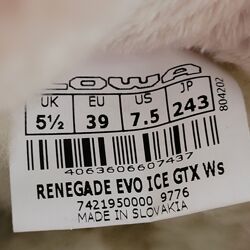 LOWA
UK EU US JP
5½ 39 7.5 243
804202
4063606607437
RENEGADE EVO ICE GTX Ws
7421950000 9776
MADE IN SLOVAKIA